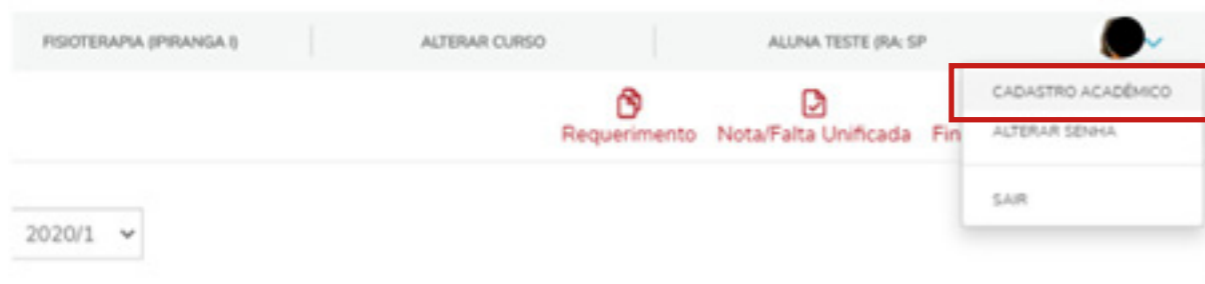 FISIOTERAPIA (IPIRANGA I)
ALTERAR CURSO
ALUNA TESTE (RA: SP
CADASTRO ACADÊMICO
Requerimento
Nota/Falta Unificada
Fin
ALTERAR SENHA
SAIR
2020/1